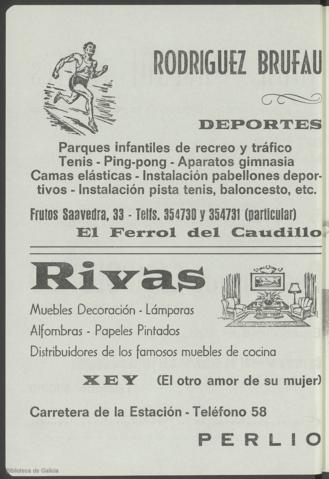 RODRIGUEZ BRUFAU
DEPORTES
Parques infantiles de recreo y tráfico
Tenis - Ping-pong - Aparatos gimnasia
Camas elásticas - Instalación pabellones depor-
tivos - Instalación pista tenis, baloncesto, etc.
Frutos Saavedra, 33 - Telfs. 354730 y 354731 (particular)
El Ferrol del Caudillo
Rivas
Muebles Decoración - Lámparas
Alfombras - Papeles Pintados
Distribuidores de los famosos muebles de cocina
XEY (El otro amor de su mujer)
Carretera de la Estación - Teléfono 58
PERLIO
Biblioteca de Galicia